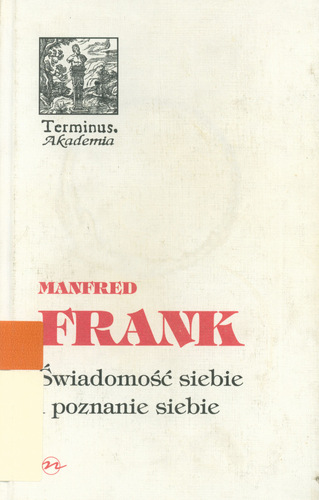 Terminus.
Akademia
MANFRED
FRANK
Świadomość siebie
i poznanie siebie